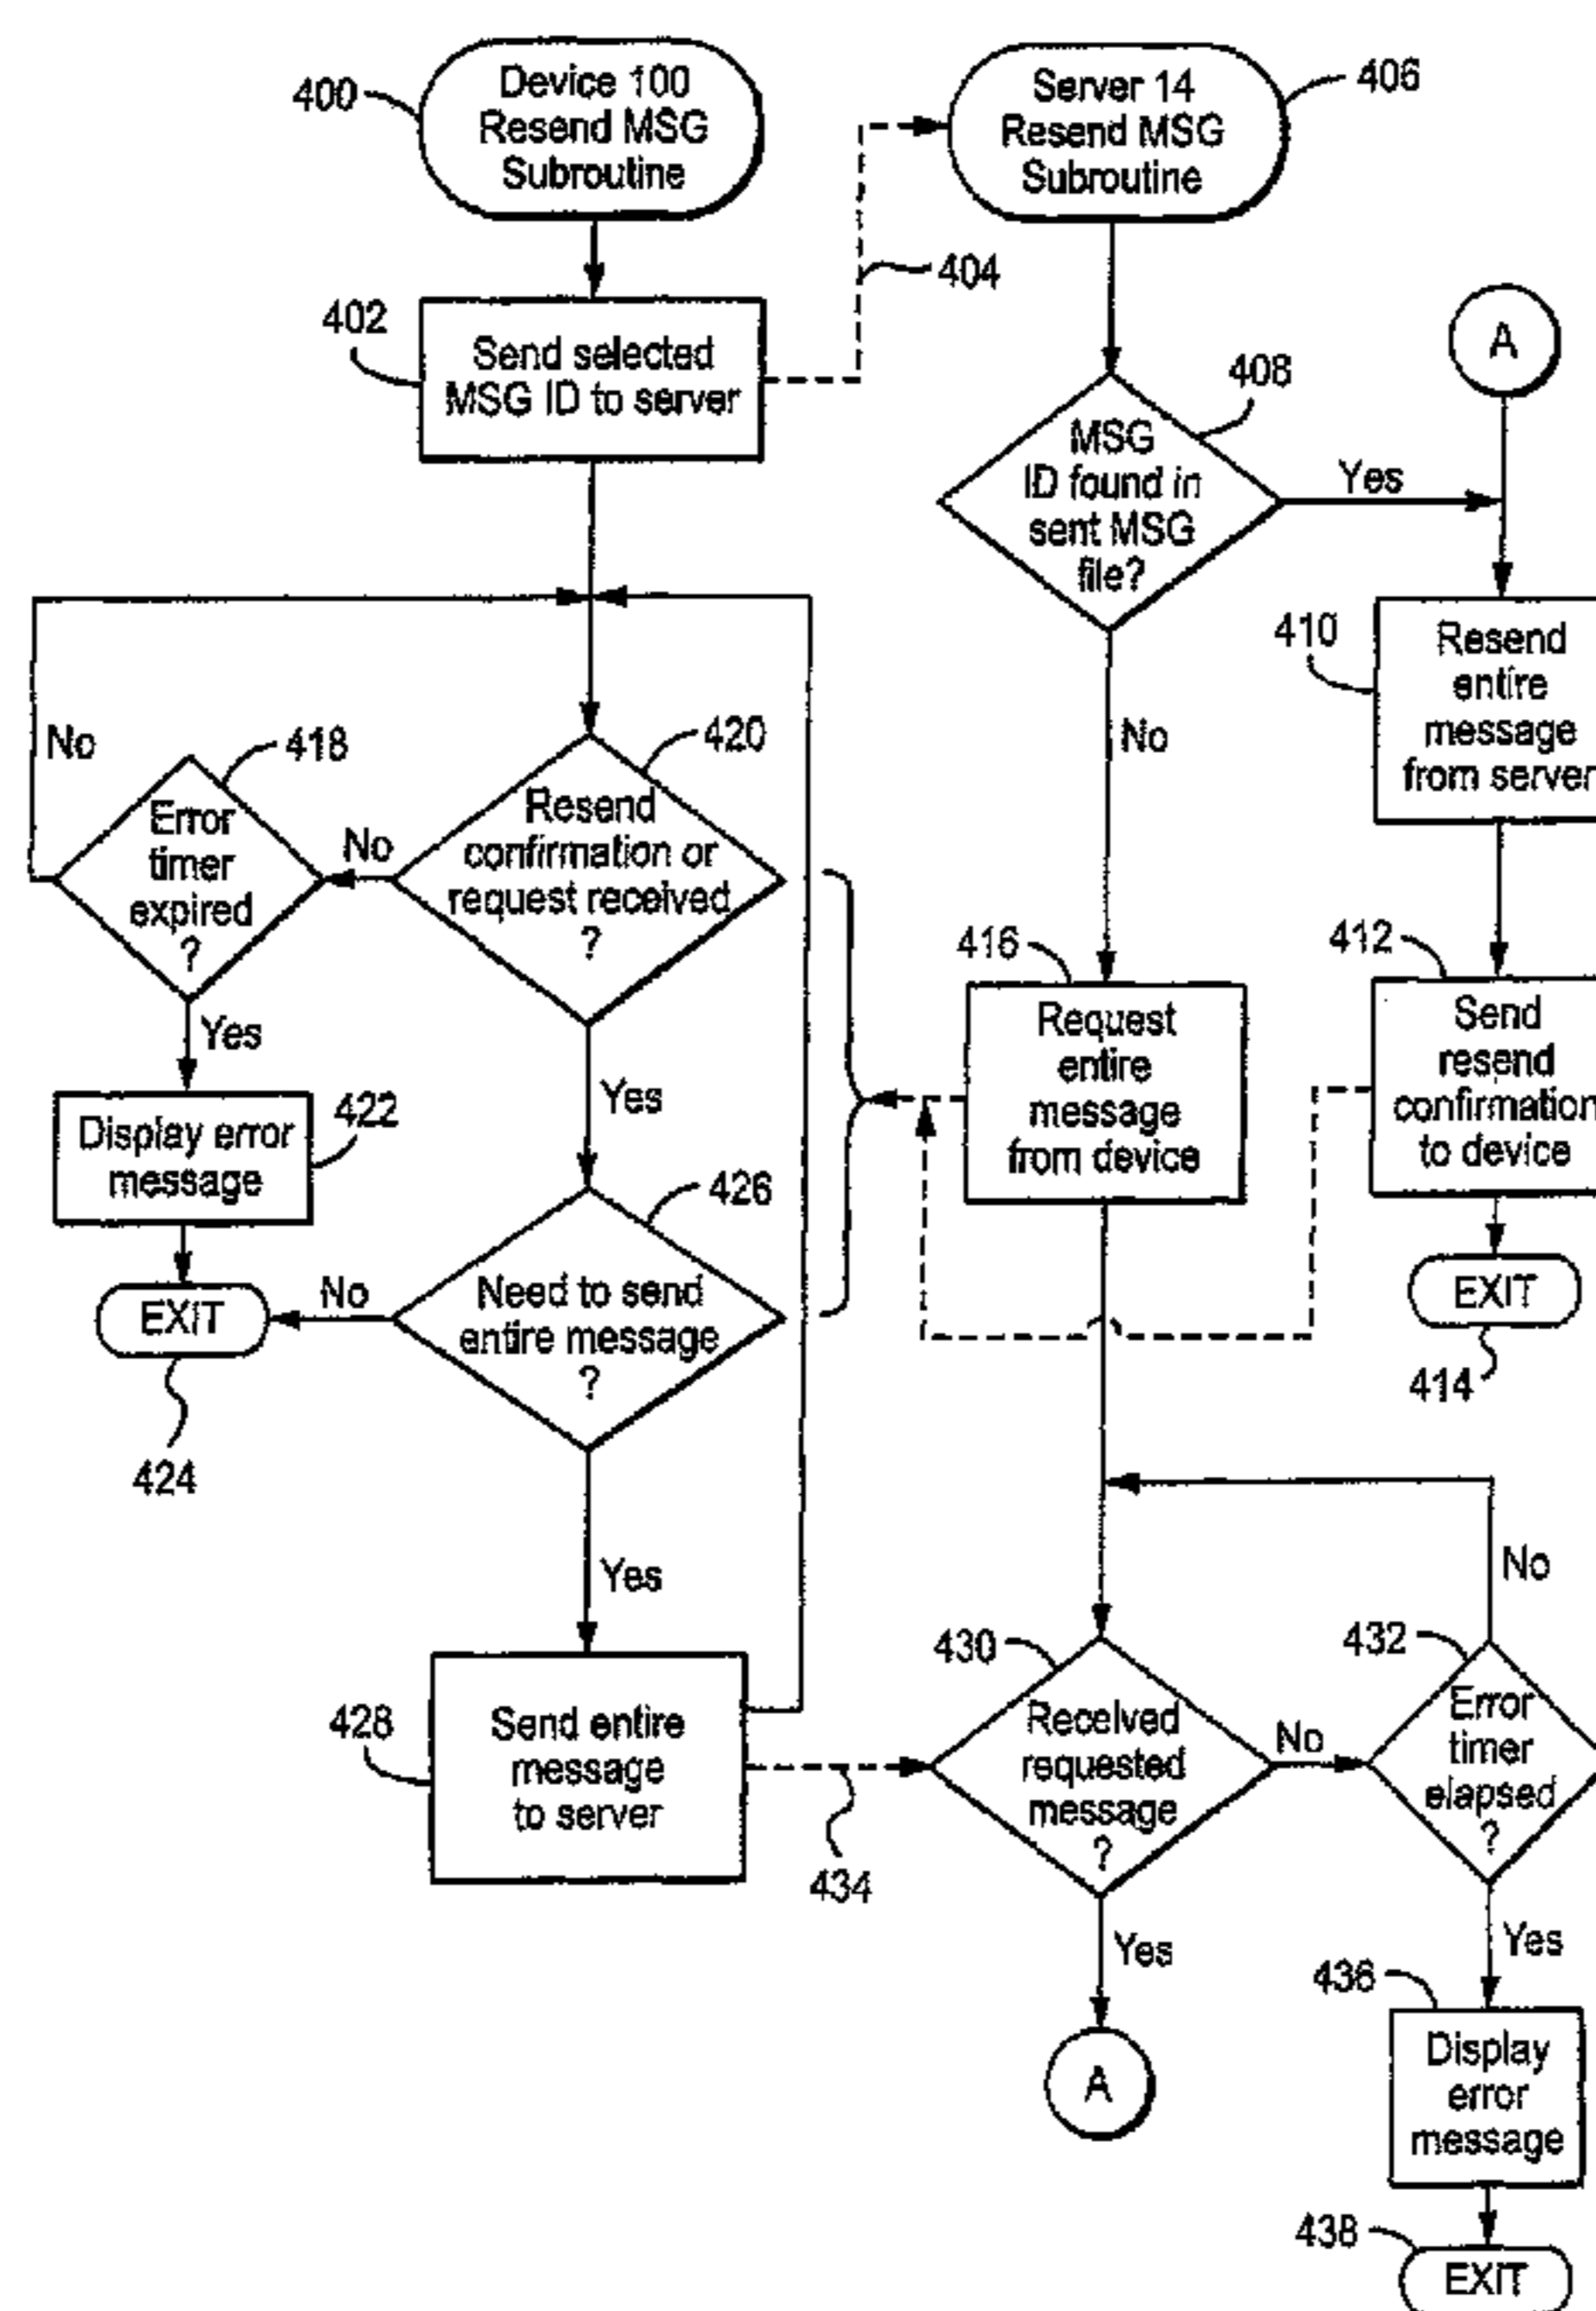 400
Device 100
Resend MSG
Subroutine
Server 14
Resend MSG
Subroutine
406
404
402
Send selected
MSG ID to server
A
408
MSG
ID found in
sent MSG
file?
Yes
No
410
Resend
entire
message
from server
No
418
Error
timer
expired
?
No
420
Resend
confirmation or
request received
?
Yes
Yes
416
Request
entire
message
from device
412
Send
resend
confirmation
to device
Display error
message
422
426
Need to send
entire message
?
No
EXIT
424
EXIT
414
Yes
No
428
Send entire
message
to server
434
430
Received
requested
message
?
No
432
Error
timer
elapsed
?
Yes
Yes
A
436
Display
error
message
438
EXIT